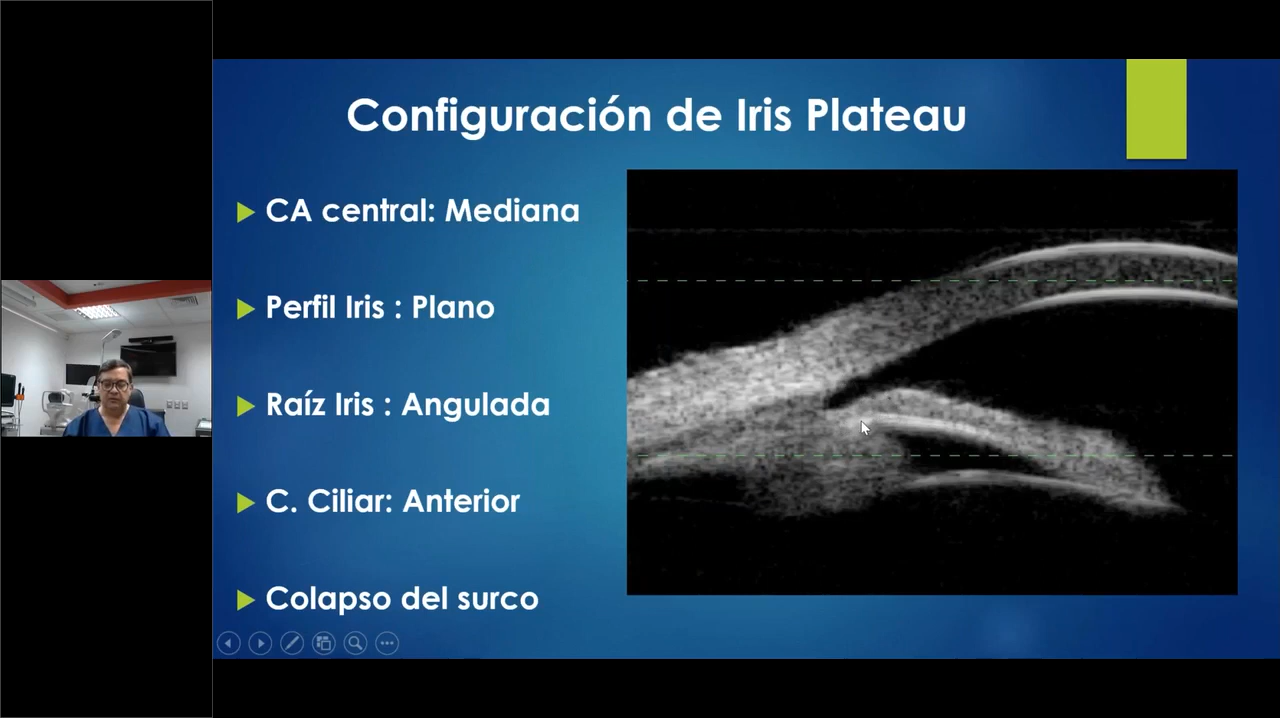 Configuración de Iris Plateau
CA central: Mediana
Perfil Iris : Plano
Raíz Iris : Angulada
C. Ciliar: Anterior
Colapso del surco